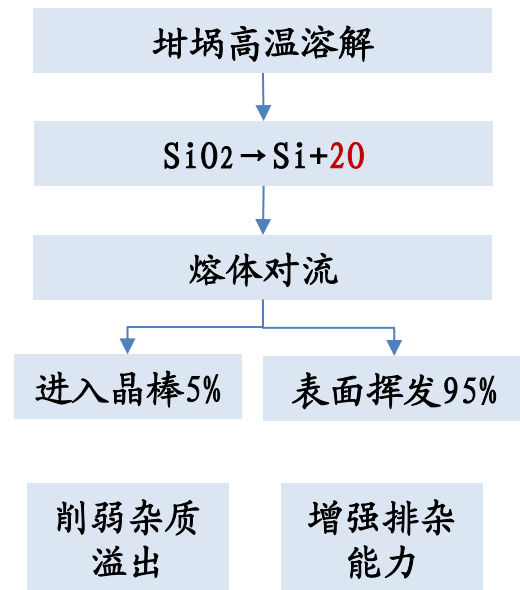 坩埚高温溶解
SiO₂→Si+2O
熔体对流
进入晶棒5%
表面挥发95%
削弱杂质
溢出
增强排杂
能力